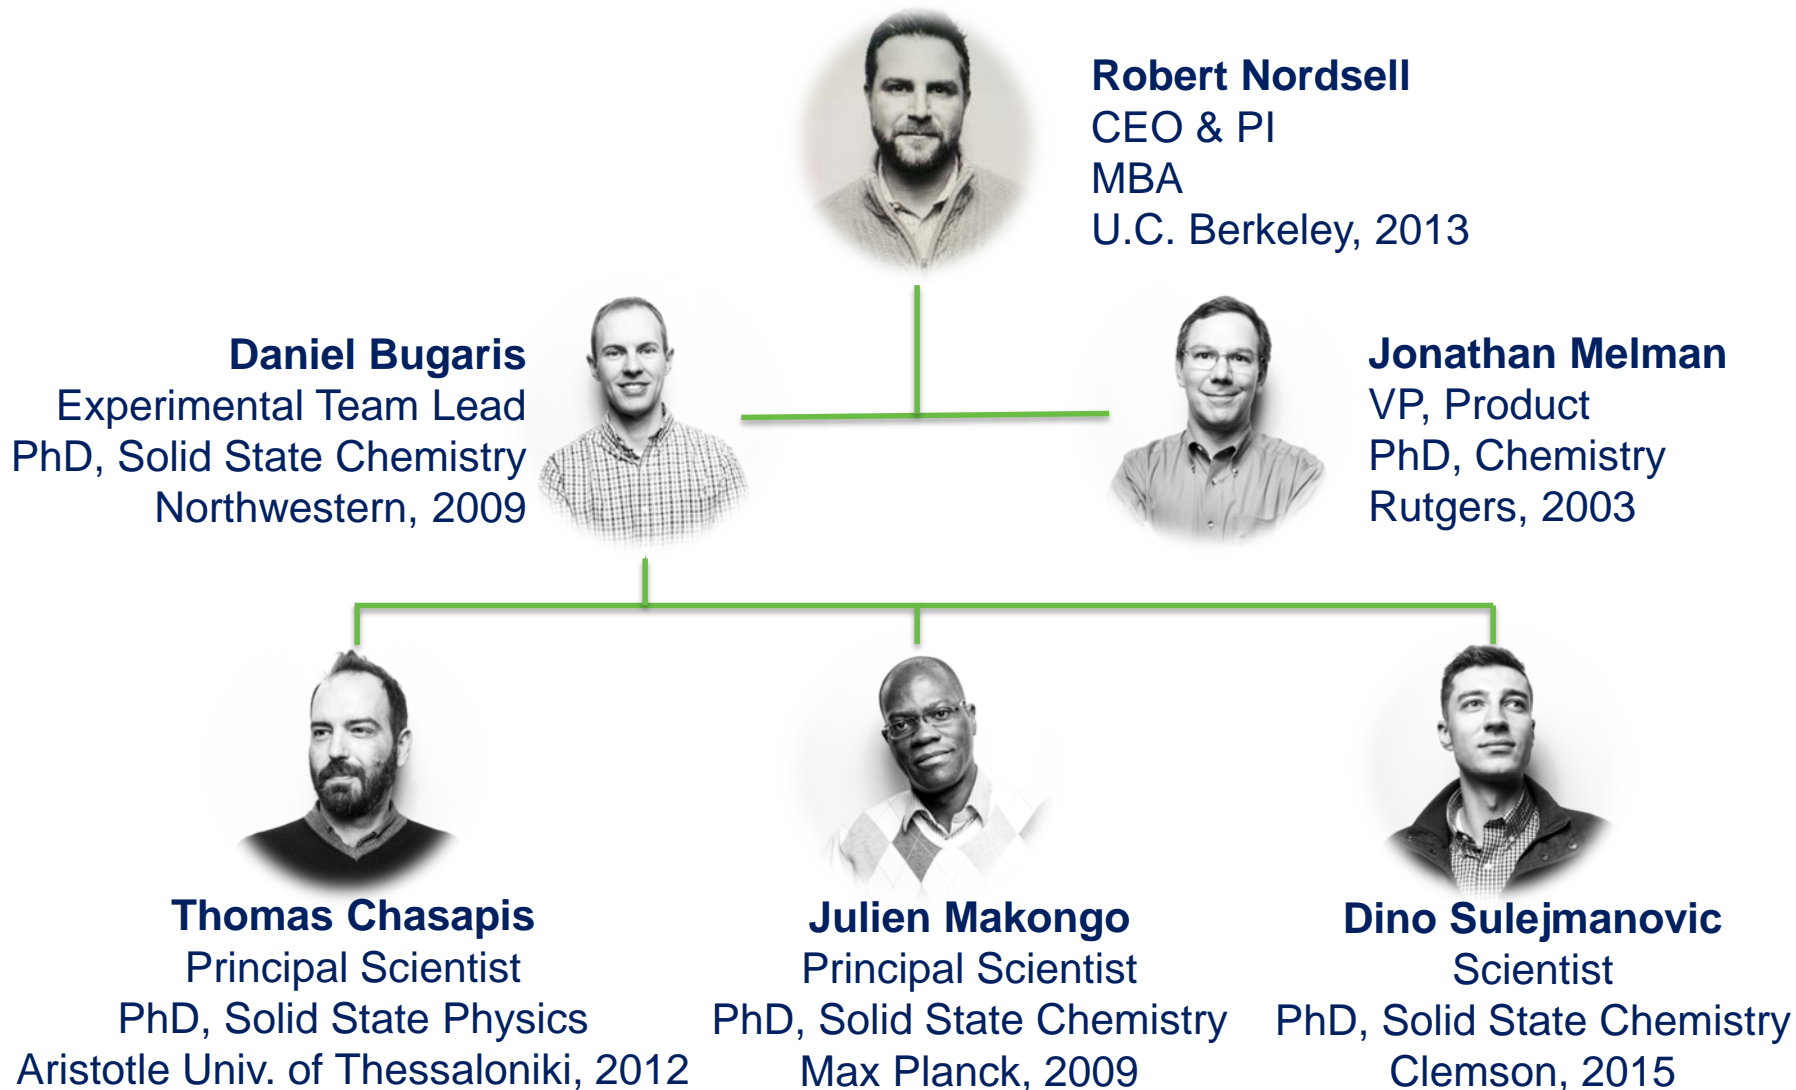 Robert Nordsell
CEO & PI
MBA
U.C. Berkeley, 2013
Daniel Bugaris
Experimental Team Lead
PhD, Solid State Chemistry
Northwestern, 2009
Jonathan Melman
VP, Product
PhD, Chemistry
Rutgers, 2003
Thomas Chasapis
Principal Scientist
PhD, Solid State Physics
Aristotle Univ. of Thessaloniki, 2012
Julien Makongo
Principal Scientist
PhD, Solid State Chemistry
Max Planck, 2009
Dino Sulejmanovic
Scientist
PhD, Solid State Chemistry
Clemson, 2015